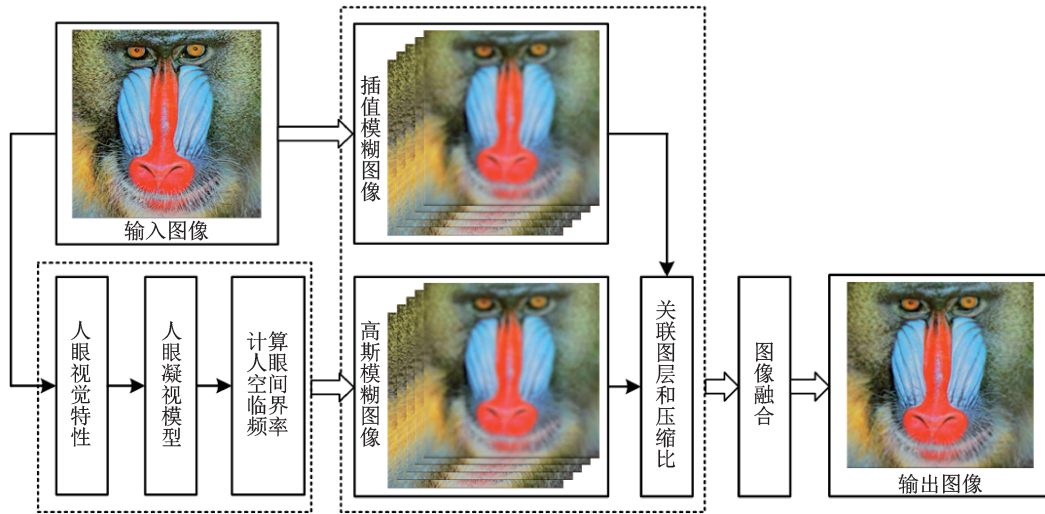 输入图像
插值模糊图像
人眼视觉特性
人眼凝视模型
计算人眼空间临界频率
高斯模糊图像
关联图层和压缩比
图像融合
输出图像